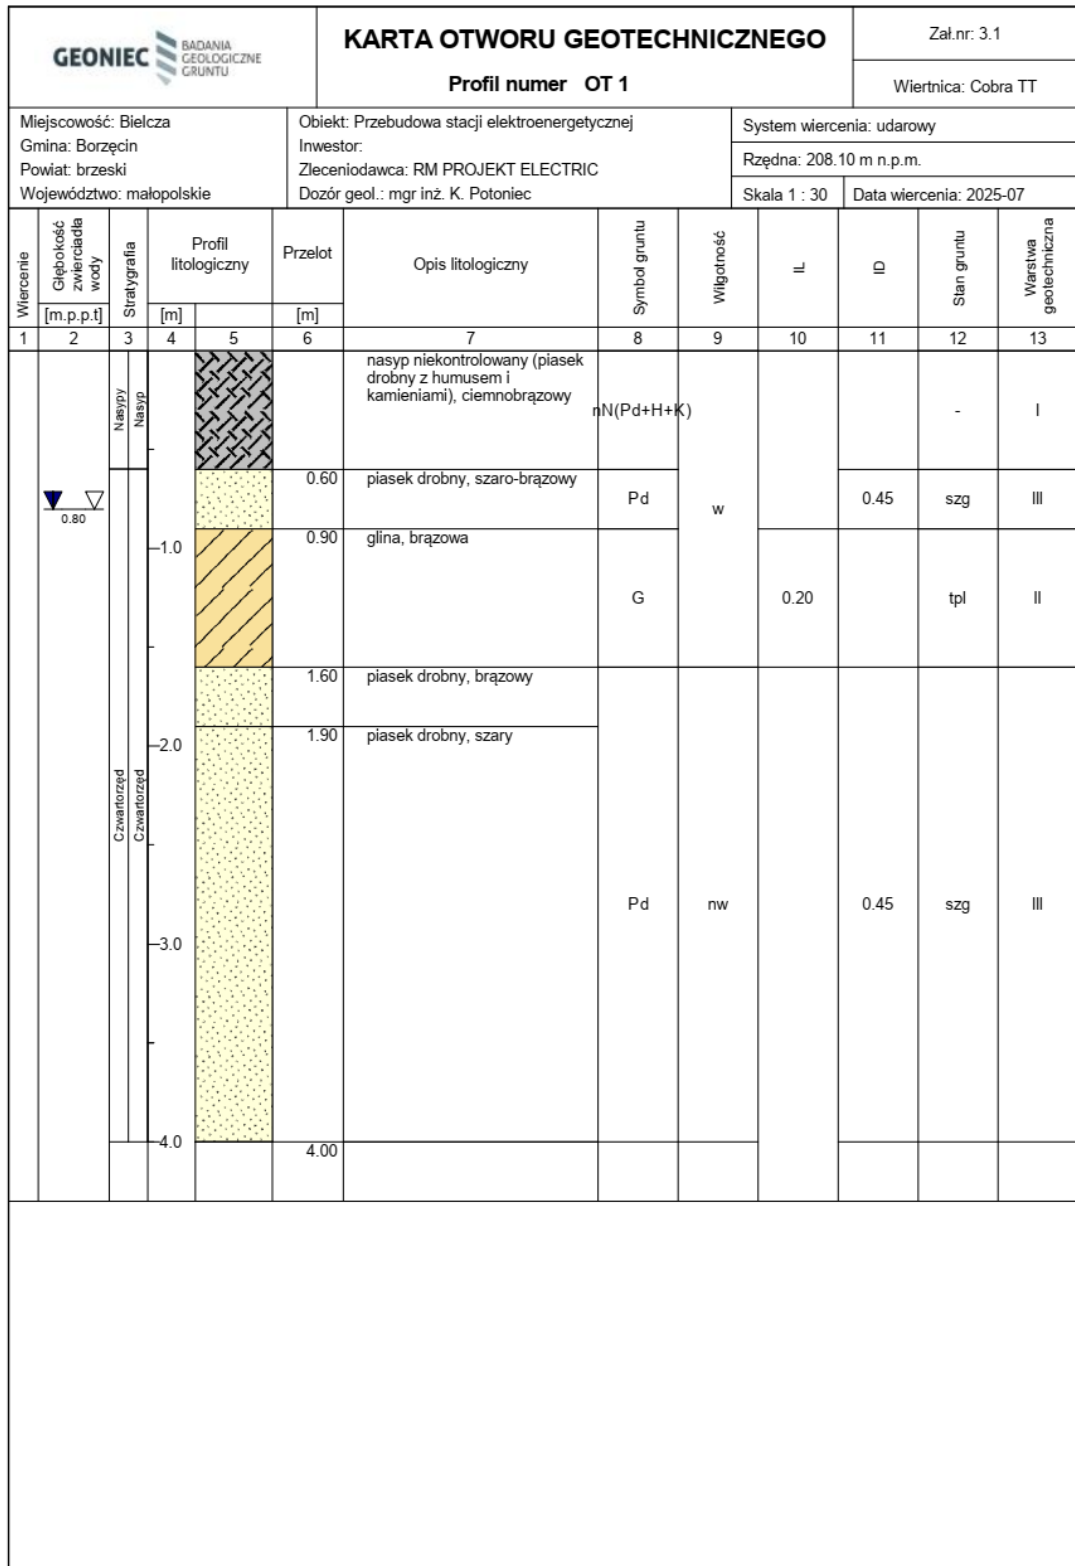 GEONIEC
BADANIA
GEOLOGICZNE
GRUNTU
KARTA OTWORU GEOTECHNICZNEGO
Profil numer OT 1
Zał.nr: 3.1
Wiertnica: Cobra TT
Miejscowość: Bielcza
Gmina: Borzęcin
Powiat: brzeski
Województwo: małopolskie
Obiekt: Przebudowa stacji elektroenergetycznej
Inwestor:
Zleceniodawca: RM PROJEKT ELECTRIC
Dozór geol.: mgr inż. K. Potoniec
System wiercenia: udarowy
Rzędna: 208.10 m n.p.m.
Skala 1 : 30
Data wiercenia: 2025-07
Wiercenie
Głębokość
zwierciadła
wody
[m.p.p.t]
Stratygrafia
Profil
litologiczny
[m]
Przelot
[m]
Opis litologiczny
Symbol gruntu
Wilgotność
IL
ID
Stan gruntu
Warstwa
geotechniczna
1 2 3 4 5 6 7 8 9 10 11 12 13
Nasypy
Nasyp
nasyp niekontrolowany (piasek
drobny z humusem i
kamieniami), ciemnobrązowy
nN(Pd+H+K)
-
I
0.60
piasek drobny, szaro-brązowy
Pd
w
0.45
szg
III
0.80
1.0
0.90
glina, brązowa
G
0.20
tpl
II
1.60
piasek drobny, brązowy
1.90
piasek drobny, szary
2.0
Czwartorzęd
Czwartorzęd
Pd
nw
0.45
szg
III
3.0
4.0
4.00